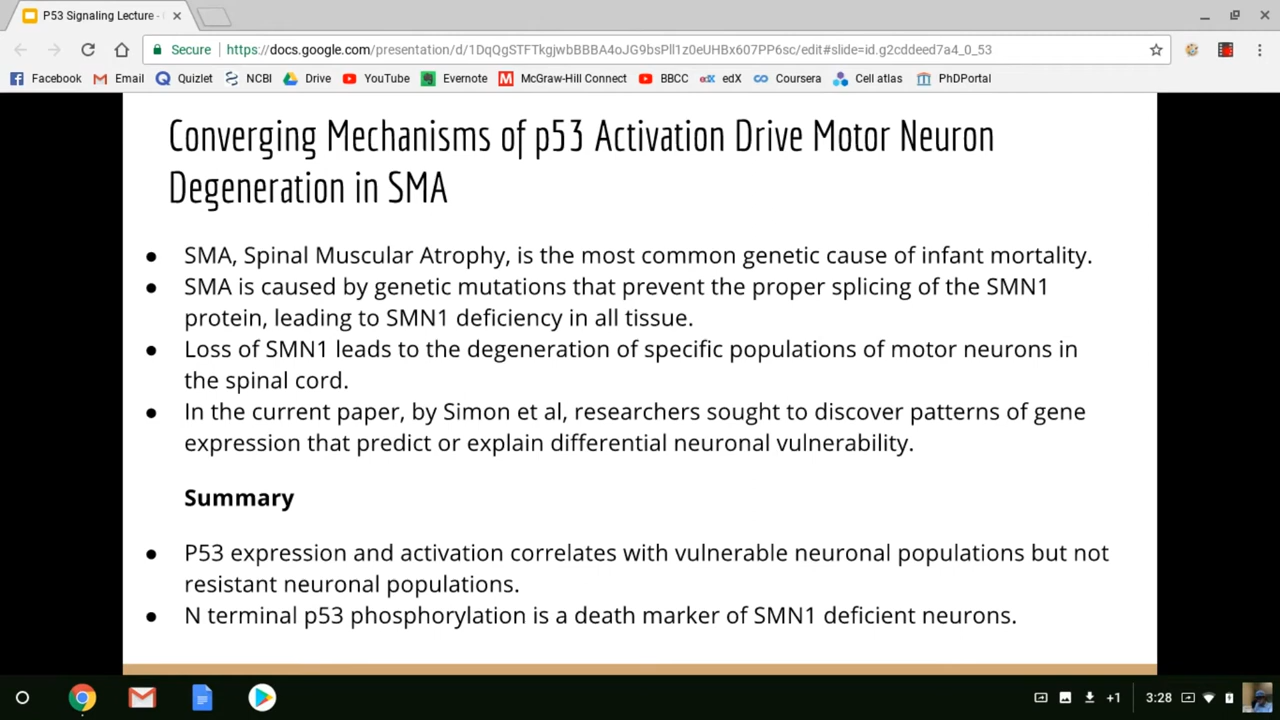 P53 Signaling Lecture -
Secure https://docs.google.com/presentation/d/1DqQgSTFTkgjwbBBBA4oJG9bsPll1z0eUHBx607PP6sc/edit#slide=id.g2cddeed7a4_0_53
Facebook Email Quizlet NCBI Drive YouTube Evernote McGraw-Hill Connect BBCC edX Coursera Cell atlas PhDPortal
Converging Mechanisms of p53 Activation Drive Motor Neuron
Degeneration in SMA
● SMA, Spinal Muscular Atrophy, is the most common genetic cause of infant mortality.
● SMA is caused by genetic mutations that prevent the proper splicing of the SMN1
protein, leading to SMN1 deficiency in all tissue.
● Loss of SMN1 leads to the degeneration of specific populations of motor neurons in
the spinal cord.
● In the current paper, by Simon et al, researchers sought to discover patterns of gene
expression that predict or explain differential neuronal vulnerability.
Summary
● P53 expression and activation correlates with vulnerable neuronal populations but not
resistant neuronal populations.
● N terminal p53 phosphorylation is a death marker of SMN1 deficient neurons.
+1 3:28